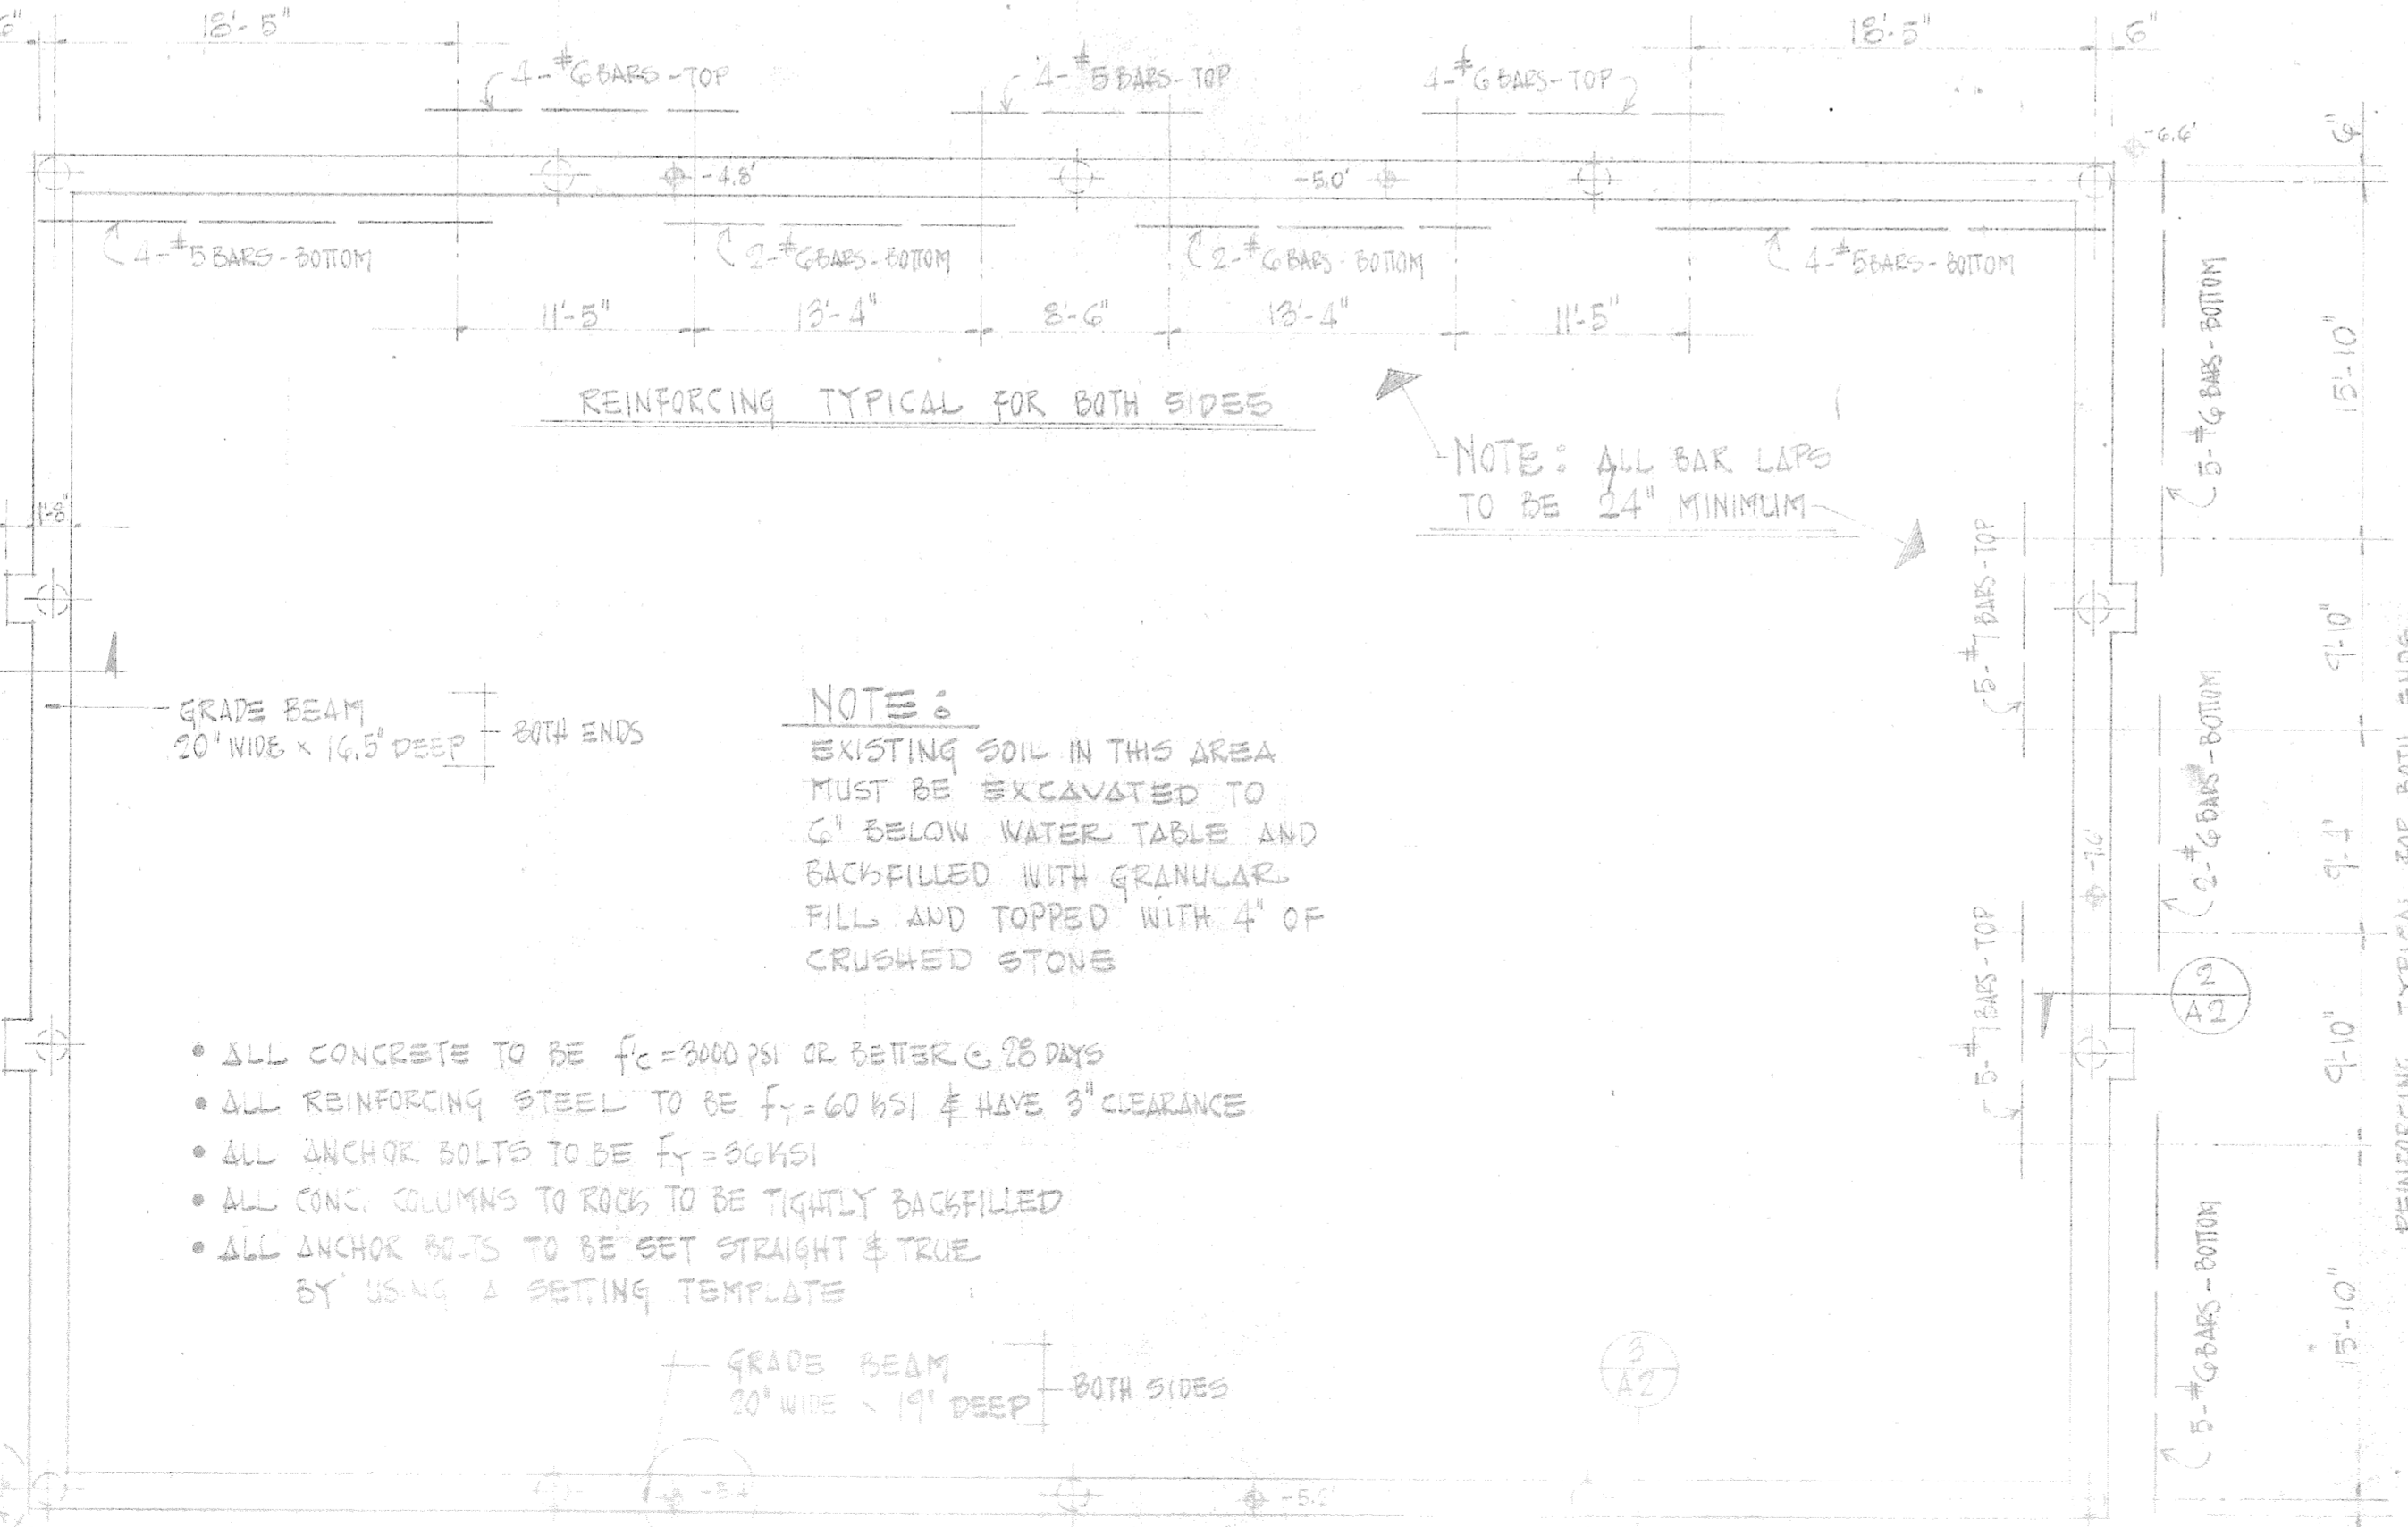 6"
18'-5"
18'-5"
6"
4-#6 BARS-TOP
4-#5 BARS-TOP
4-#6 BARS-TOP
6"
-6.6'
-4.8'
-5.0'
4-#5 BARS-BOTTOM
2-#6 BARS-BOTTOM
2-#6 BARS-BOTTOM
4-#5 BARS-BOTTOM
11'-5"
13'-4"
8'-6"
13'-4"
11'-5"
5-#6 BARS-BOTTOM
15'-10"
REINFORCING TYPICAL FOR BOTH SIDES
NOTE: ALL BAR LAPS
TO BE 24" MINIMUM
1'-8"
5-#7 BARS-TOP
9'-10"
GRADE BEAM
20" WIDE x 16.5" DEEP
BOTH ENDS
NOTE:
EXISTING SOIL IN THIS AREA
MUST BE EXCAVATED TO
6" BELOW WATER TABLE AND
BACKFILLED WITH GRANULAR
FILL AND TOPPED WITH 4" OF
CRUSHED STONE
2-#6 BARS-BOTTOM
-7.6'
9'-4"
REINFORCING TYPICAL FOR BOTH ENDS
5-#7 BARS-TOP
2
A2
9'-10"
• ALL CONCRETE TO BE f'c=3000 PSI OR BETTER @ 28 DAYS
• ALL REINFORCING STEEL TO BE fy=60 KSI & HAVE 3" CLEARANCE
• ALL ANCHOR BOLTS TO BE fy=36 KSI
• ALL CONC. COLUMNS TO ROCK TO BE TIGHTLY BACKFILLED
• ALL ANCHOR BOLTS TO BE SET STRAIGHT & TRUE
BY USING A SETTING TEMPLATE
5-#6 BARS-BOTTOM
15'-10"
GRADE BEAM
20" WIDE x 19" DEEP
BOTH SIDES
3
A2